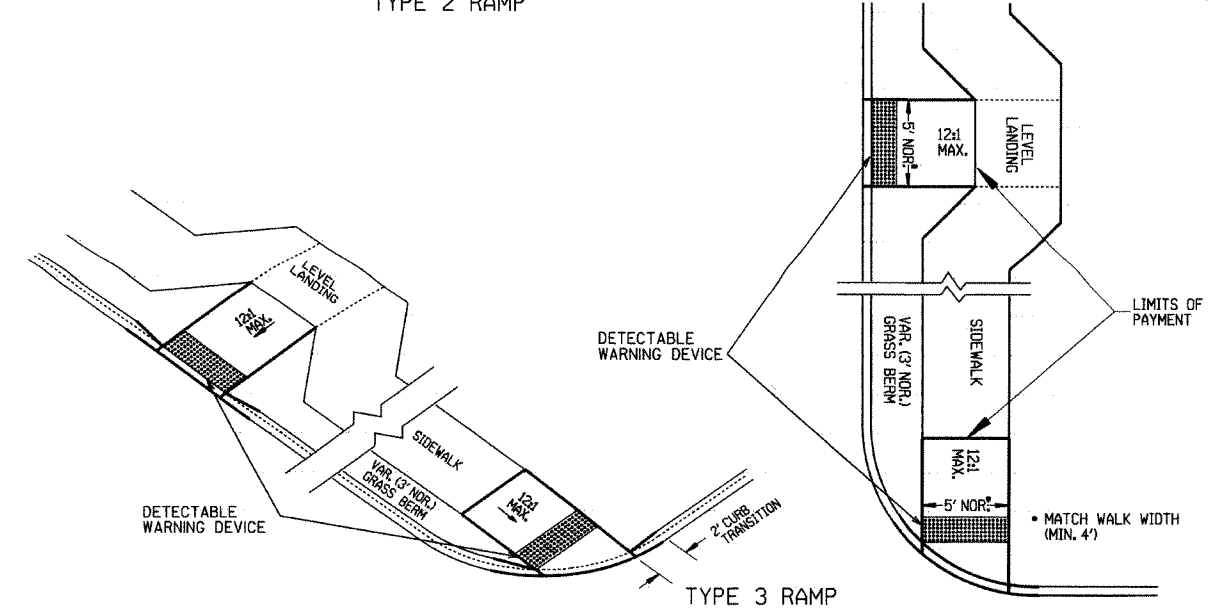 TYPE 2 RAMP
LEVEL
LANDING
12:1
MAX.
SIDEWALK
VAR. (3' NOR.)
GRASS BERM
12:1
MAX.
DETECTABLE
WARNING DEVICE
2' CURB
TRANSITION
TYPE 3 RAMP
5' NOR.*
12:1
MAX.
LEVEL
LANDING
DETECTABLE
WARNING DEVICE
LIMITS OF
PAYMENT
VAR. (3' NOR.)
GRASS BERM
SIDEWALK
12:1
MAX.
5' NOR.*
• MATCH WALK WIDTH
(MIN. 4')